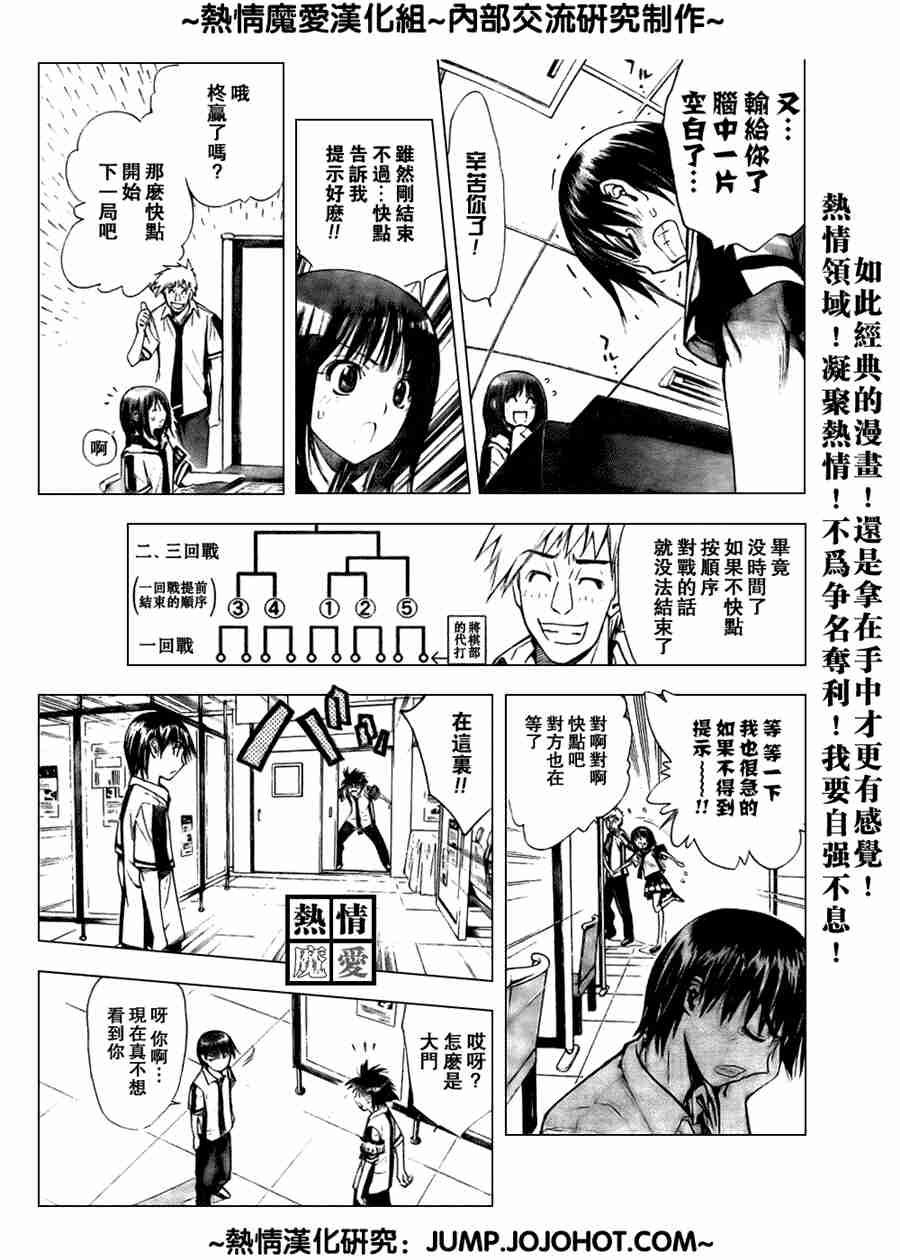 ~熱情魔愛漢化組~內部交流研究制作~
又…
輸給你了
腦中一片
空白了…
辛苦你了!
雖然剛結束
不過…快點
告訴我
提示好麽!!
哦
柊贏了嗎?
那麽快點
開始
下一局吧
啊
畢竟
没時間了
如果不快點
按順序
對戰的話
就没法結束了
二、三回戰
(一回戰提前
結束的順序)
③ ④ ① ② ⑤
一回戰
將棋部
的代打
等 等一下
我也很急的
如果不得到
提示~~~!!
對啊對啊
快點吧
對方也在
等了
在這裏!!
熱情
魔愛
哎呀?
怎麽是
大門
呀 你啊…
現在真不想
看到你
如此經典的漫畫!還是拿在手中才更有感覺!
熱情領域!凝聚熱情!不爲争名奪利!我要自强不息!
~熱情漢化研究：JUMP.JOJOHOT.COM~